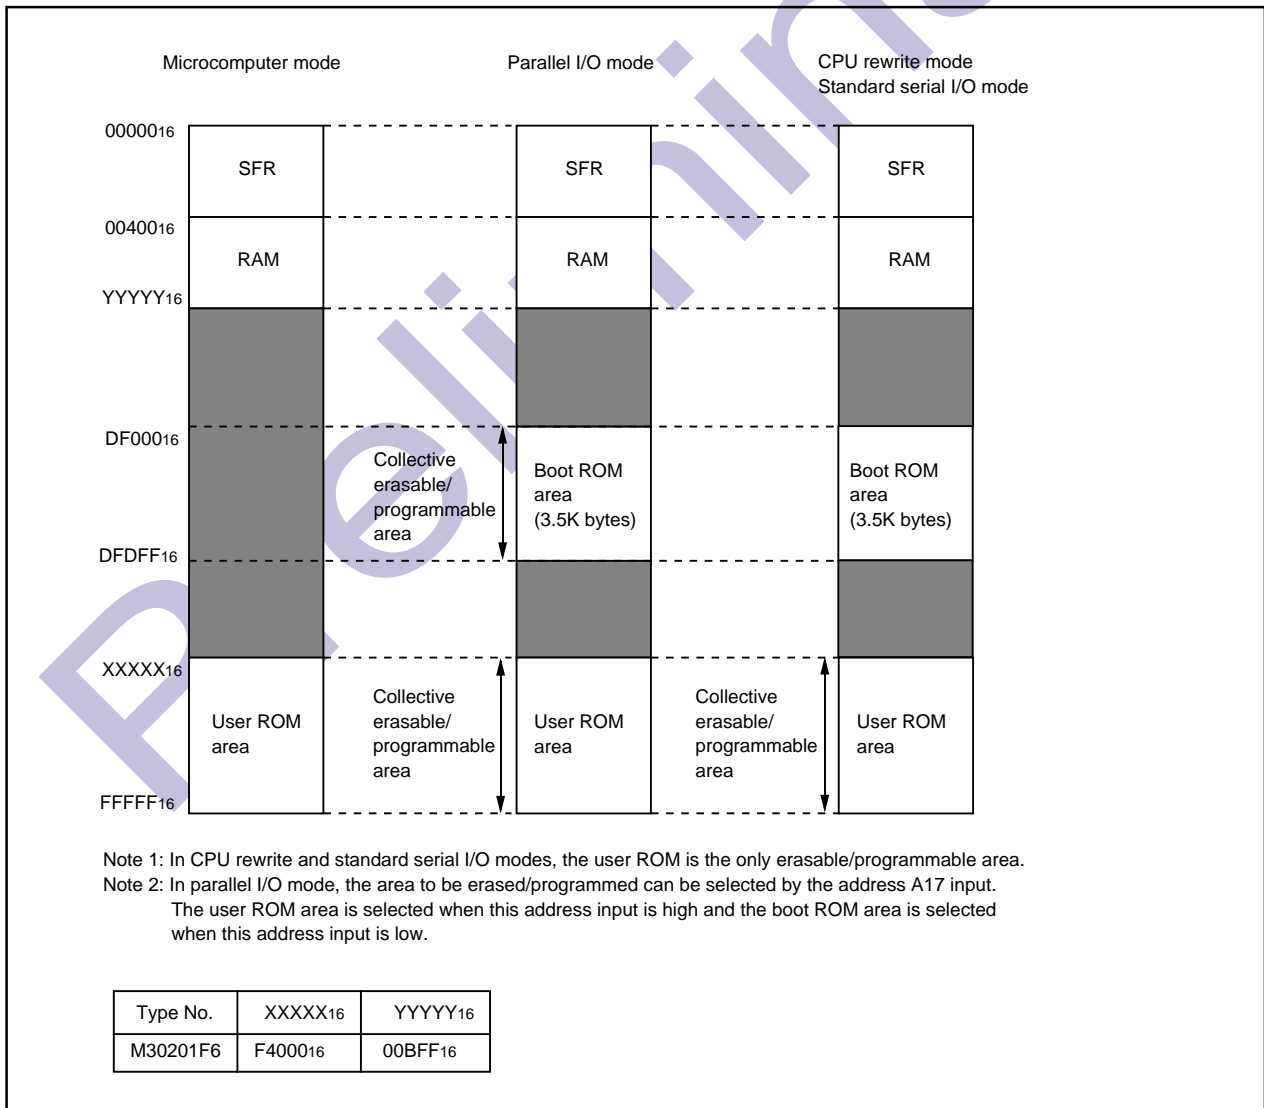 Microcomputer mode
Parallel I/O mode
CPU rewrite mode
Standard serial I/O mode
0000016
SFR
SFR
SFR
0040016
RAM
RAM
RAM
YYYYY16
DF00016
Collective
erasable/
programmable
area
Boot ROM
area
(3.5K bytes)
Boot ROM
area
(3.5K bytes)
DFDFF16
XXXXX16
User ROM
area
Collective
erasable/
programmable
area
User ROM
area
Collective
erasable/
programmable
area
User ROM
area
FFFFF16
Note 1: In CPU rewrite and standard serial I/O modes, the user ROM is the only erasable/programmable area.
Note 2: In parallel I/O mode, the area to be erased/programmed can be selected by the address A17 input.
The user ROM area is selected when this address input is high and the boot ROM area is selected
when this address input is low.
Type No. XXXXX16 YYYYY16
M30201F6 F400016 00BFF16
Prelimin